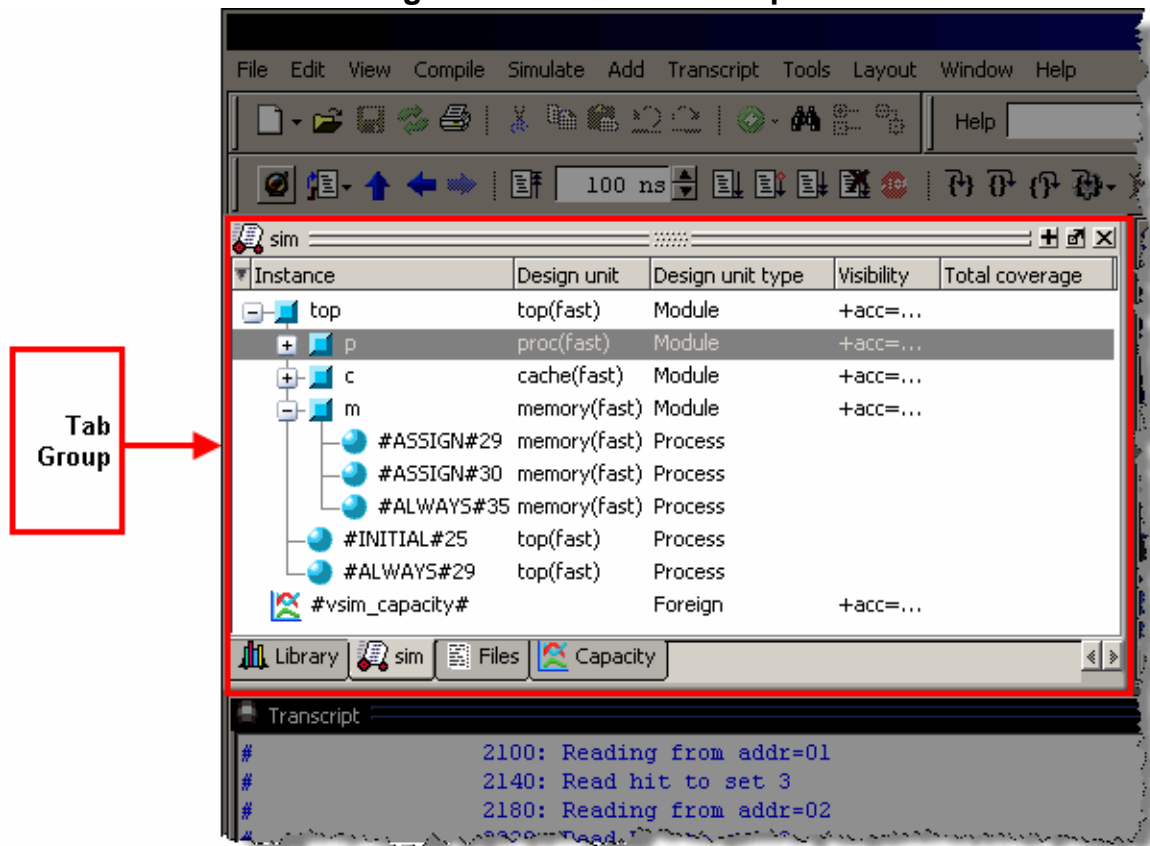 File Edit View Compile Simulate Add Transcript Tools Layout Window Help
Help
100 ns
sim
Instance Design unit Design unit type Visibility Total coverage
top top(fast) Module +acc=...
p proc(fast) Module +acc=...
c cache(fast) Module +acc=...
m memory(fast) Module +acc=...
#ASSIGN#29 memory(fast) Process
#ASSIGN#30 memory(fast) Process
#ALWAYS#35 memory(fast) Process
#INITIAL#25 top(fast) Process
#ALWAYS#29 top(fast) Process
#vsim_capacity# Foreign +acc=...
Tab
Group
Library sim Files Capacity
Transcript
# 2100: Reading from addr=01
# 2140: Read hit to set 3
# 2180: Reading from addr=02